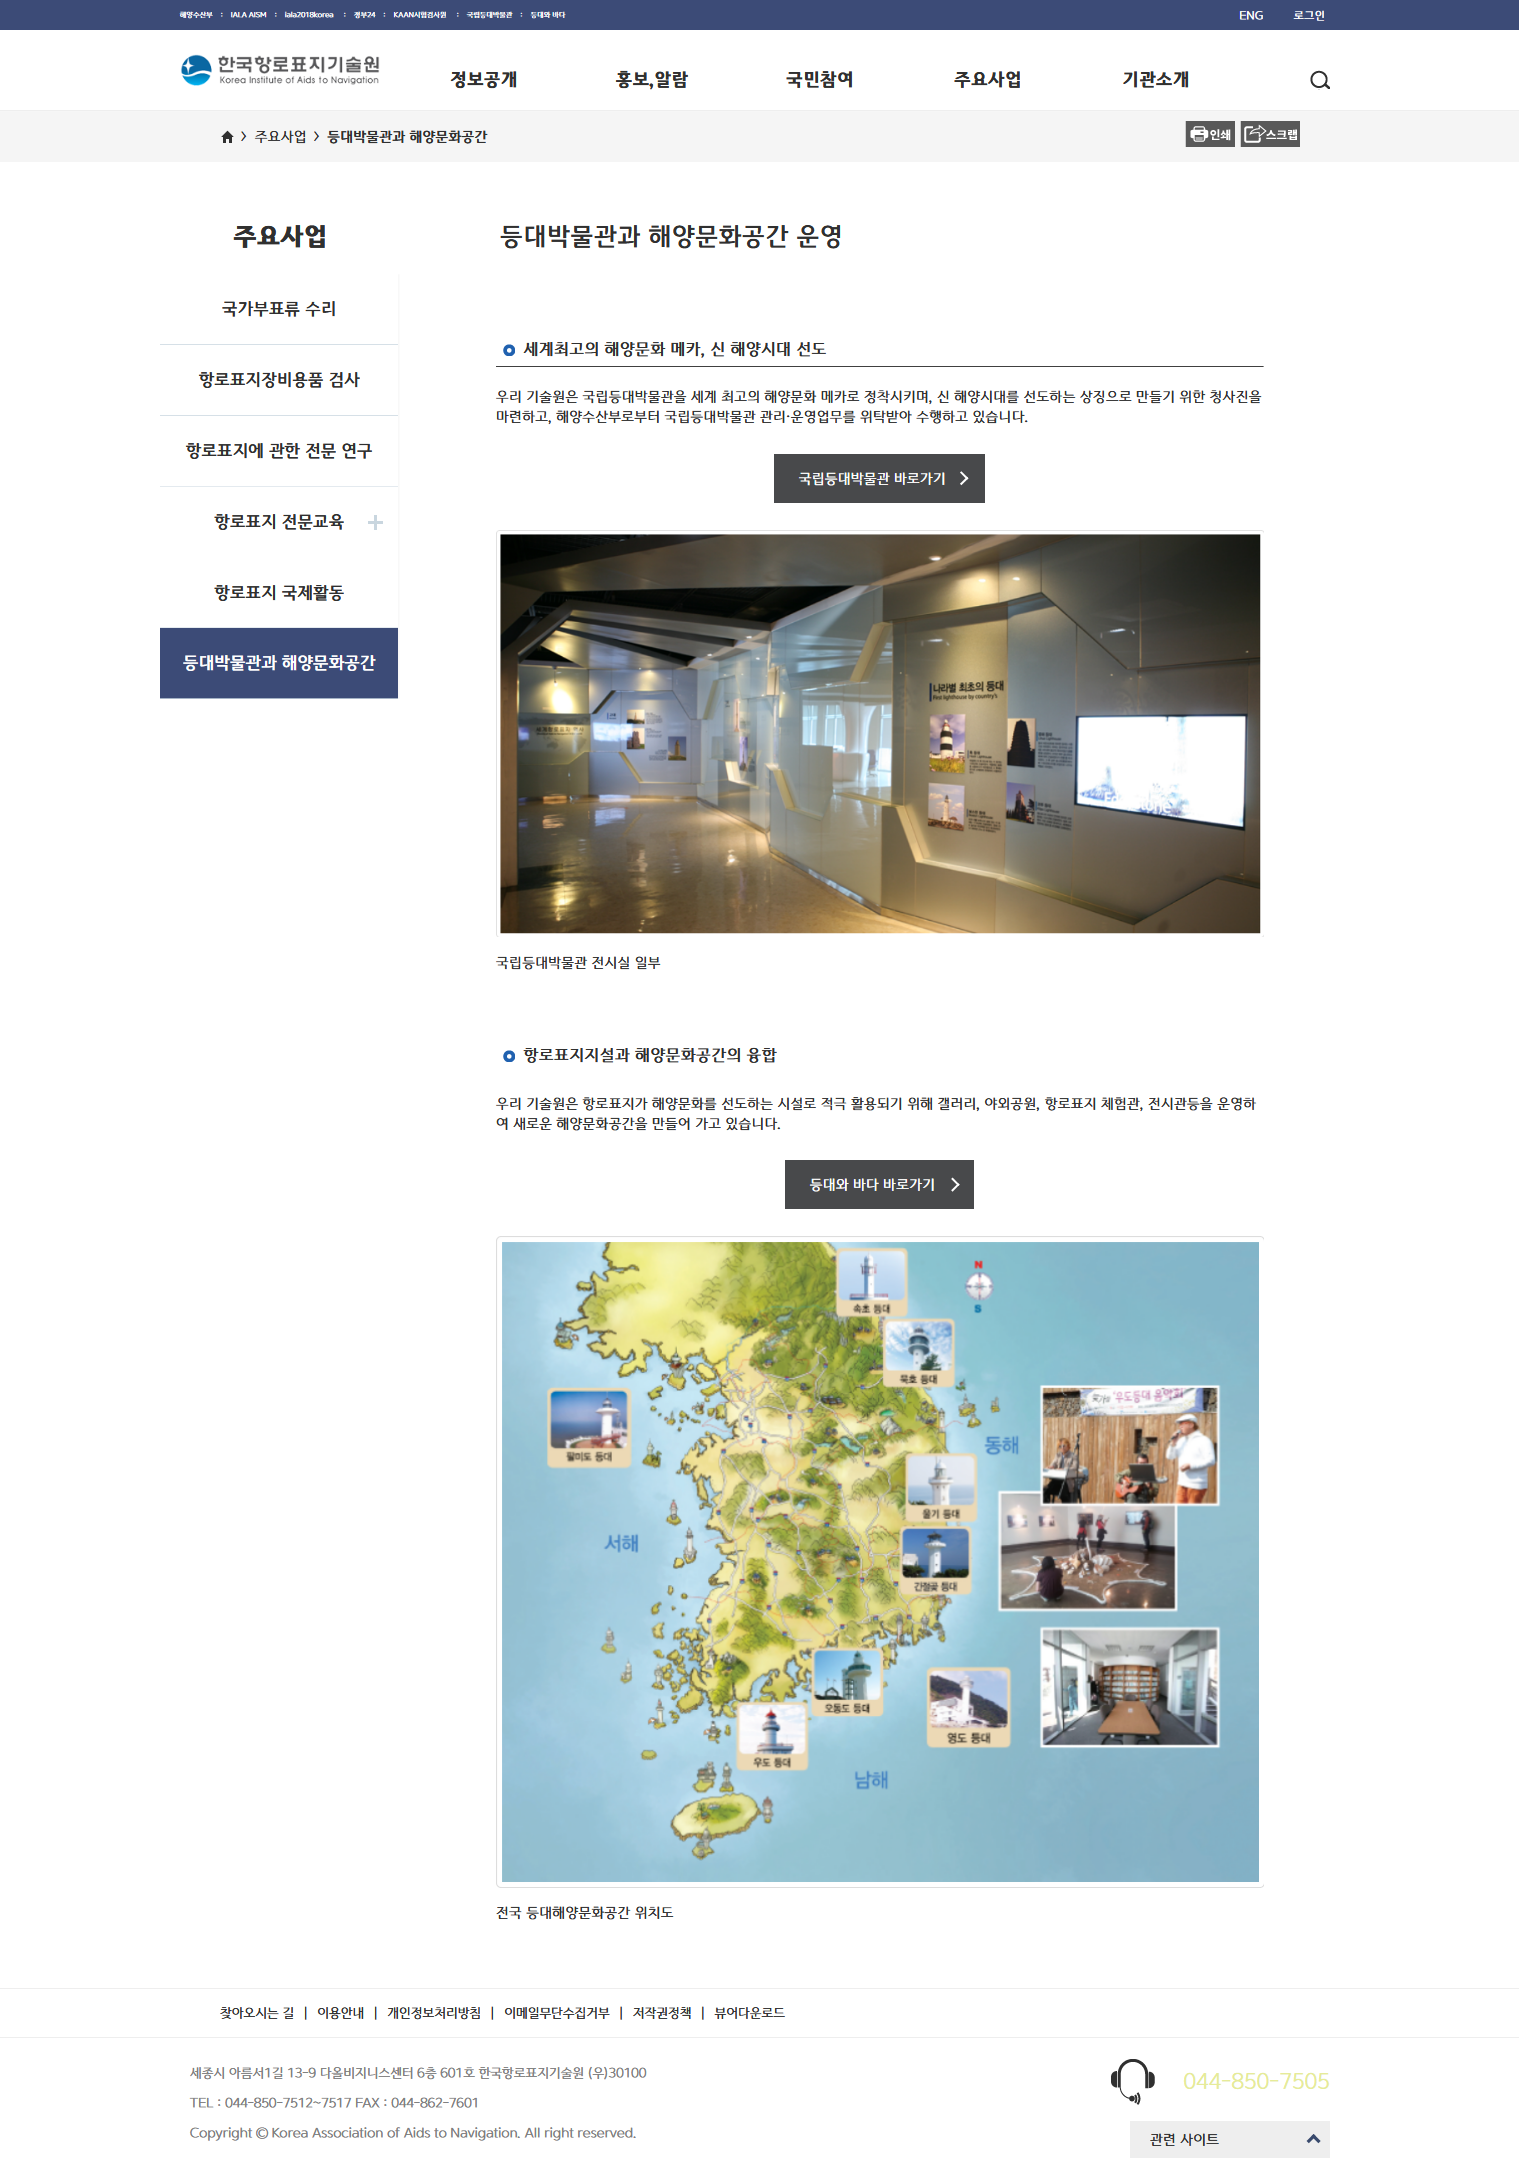 해양수산부 : IALA AISM : iala2018korea : 정부24 : KAAN시험검사원 : 국립등대박물관 : 등대와 바다
ENG 로그인
한국항로표지기술원
Korea Institute of Aids to Navigation
정보공개 홍보,알람 국민참여 주요사업 기관소개
주요사업 > 등대박물관과 해양문화공간
인쇄 스크랩
주요사업
국가부표류 수리
항로표지장비용품 검사
항로표지에 관한 전문 연구
항로표지 전문교육
항로표지 국제활동
등대박물관과 해양문화공간
등대박물관과 해양문화공간 운영
세계최고의 해양문화 메카, 신 해양시대 선도
우리 기술원은 국립등대박물관을 세계 최고의 해양문화 메카로 정착시키며, 신 해양시대를 선도하는 상징으로 만들기 위한 청사진을
마련하고, 해양수산부로부터 국립등대박물관 관리·운영업무를 위탁받아 수행하고 있습니다.
국립등대박물관 바로가기
나라별 최초의 등대
First lighthouse by country's
국립등대박물관 전시실 일부
항로표지지설과 해양문화공간의 융합
우리 기술원은 항로표지가 해양문화를 선도하는 시설로 적극 활용되기 위해 갤러리, 야외공원, 항로표지 체험관, 전시관등을 운영하
여 새로운 해양문화공간을 만들어 가고 있습니다.
등대와 바다 바로가기
N
S
속초 등대
묵호 등대
팔미도 등대
우도등대 음악회
동해
울기 등대
서해
간절곶 등대
오동도 등대
영도 등대
우도 등대
남해
전국 등대해양문화공간 위치도
찾아오시는 길 | 이용안내 | 개인정보처리방침 | 이메일무단수집거부 | 저작권정책 | 뷰어다운로드
세종시 아름서1길 13-9 다올비지니스센터 6층 601호 한국항로표지기술원 (우)30100
TEL : 044-850-7512~7517 FAX : 044-862-7601
Copyright © Korea Association of Aids to Navigation. All right reserved.
044-850-7505
관련 사이트